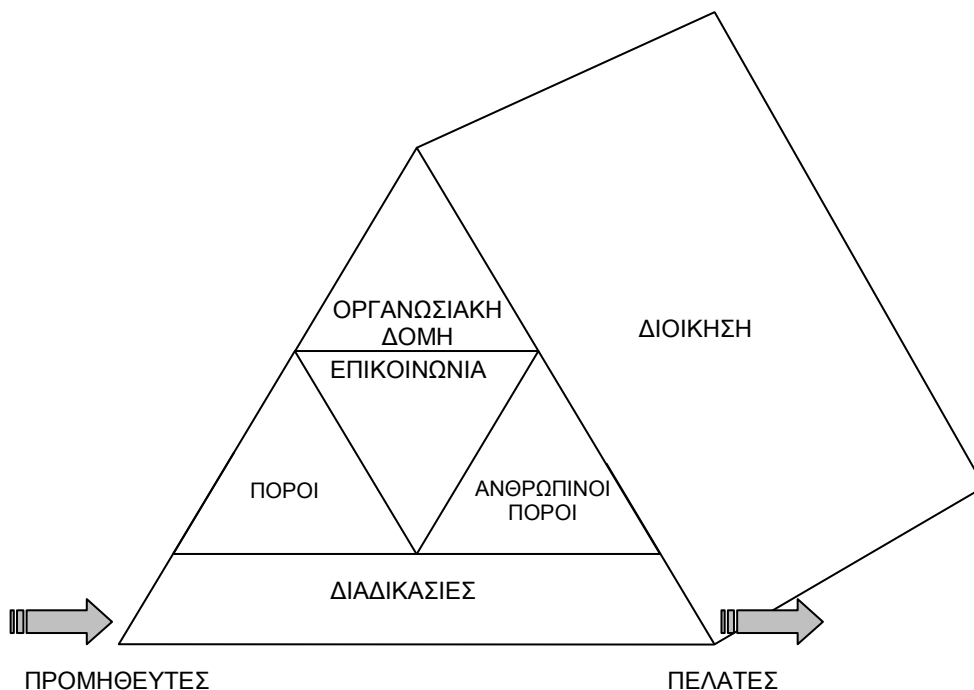 ΟΡΓΑΝΩΣΙΑΚΗ
ΔΟΜΗ
ΔΙΟΙΚΗΣΗ
ΕΠΙΚΟΙΝΩΝΙΑ
ΠΟΡΟΙ
ΑΝΘΡΩΠΙΝΟΙ
ΠΟΡΟΙ
ΔΙΑΔΙΚΑΣΙΕΣ
ΠΡΟΜΗΘΕΥΤΕΣ
ΠΕΛΑΤΕΣ